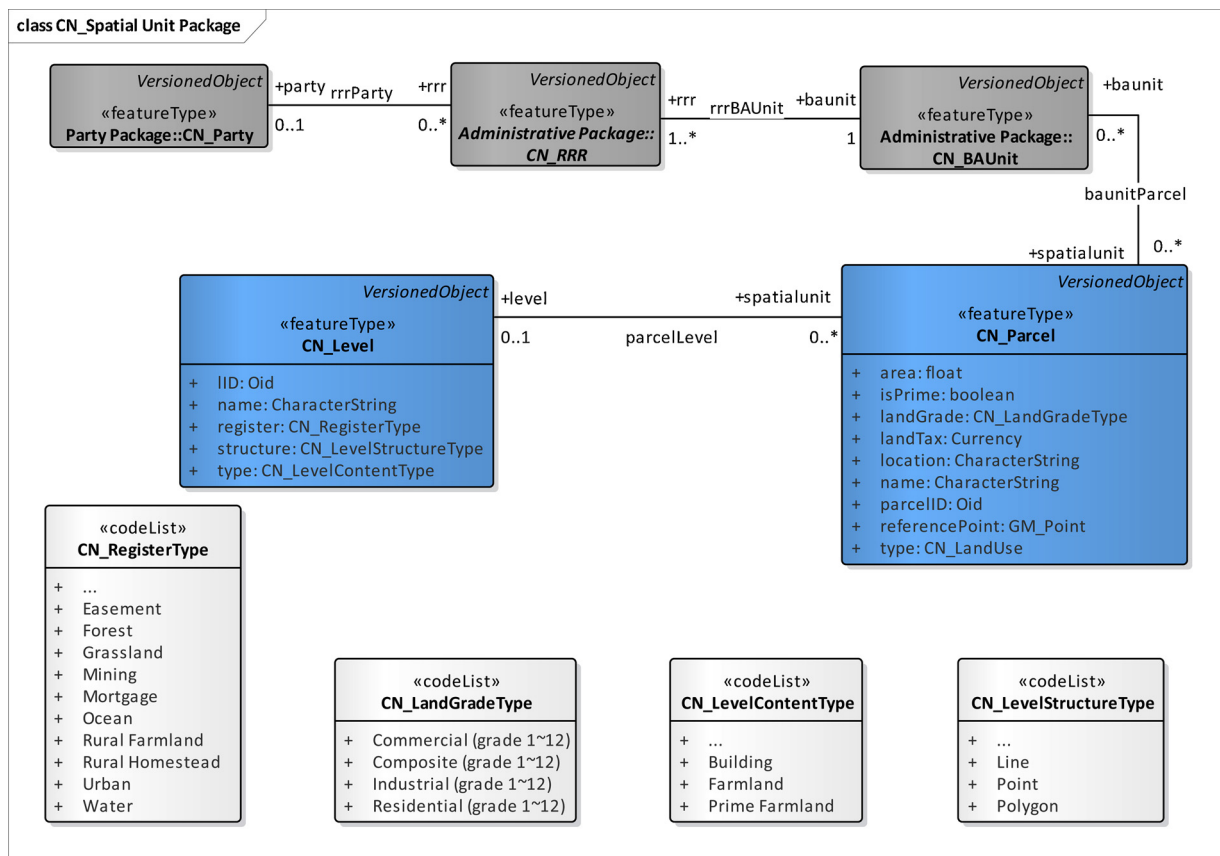 class CN_Spatial Unit Package
VersionedObject
«featureType»
Party Package::CN_Party
+party
rrrParty
+rrr
0..1
0..*
VersionedObject
«featureType»
Administrative Package::
CN_RRR
+rrr
rrrBAUnit
+baunit
1..*
1
VersionedObject
«featureType»
Administrative Package::
CN_BAUnit
+baunit
0..*
baunitParcel
0..*
+spatialunit
VersionedObject
«featureType»
CN_Level
+ lID: Oid
+ name: CharacterString
+ register: CN_RegisterType
+ structure: CN_LevelStructureType
+ type: CN_LevelContentType
+level
+spatialunit
0..1
parcelLevel
0..*
VersionedObject
«featureType»
CN_Parcel
+ area: float
+ isPrime: boolean
+ landGrade: CN_LandGradeType
+ landTax: Currency
+ location: CharacterString
+ name: CharacterString
+ parcelID: Oid
+ referencePoint: GM_Point
+ type: CN_LandUse
«codeList»
CN_RegisterType
+ ...
+ Easement
+ Forest
+ Grassland
+ Mining
+ Mortgage
+ Ocean
+ Rural Farmland
+ Rural Homestead
+ Urban
+ Water
«codeList»
CN_LandGradeType
+ Commercial (grade 1~12)
+ Composite (grade 1~12)
+ Industrial (grade 1~12)
+ Residential (grade 1~12)
«codeList»
CN_LevelContentType
+ ...
+ Building
+ Farmland
+ Prime Farmland
«codeList»
CN_LevelStructureType
+ ...
+ Line
+ Point
+ Polygon